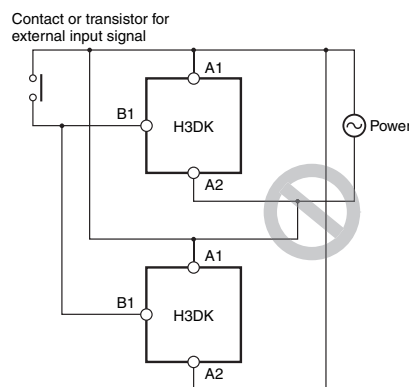 Contact or transistor for
external input signal
A1
B1
H3DK
Power
A2
A1
B1
H3DK
A2